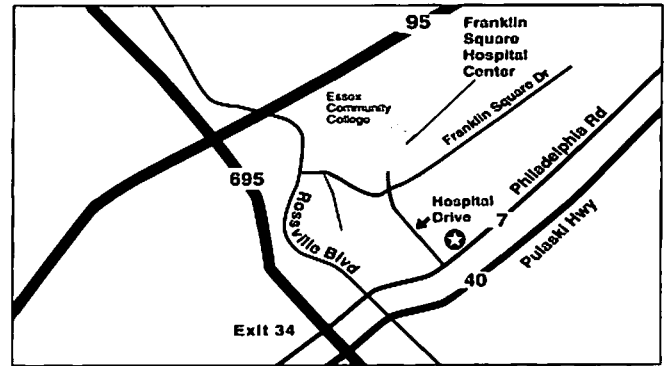 95
Franklin
Square
Hospital
Center
Essex
Community
College
Franklin Square Dr
Philadelphia Rd
695
Rossville Blvd
Hospital
Drive
7
Pulaski Hwy
40
Exit 34